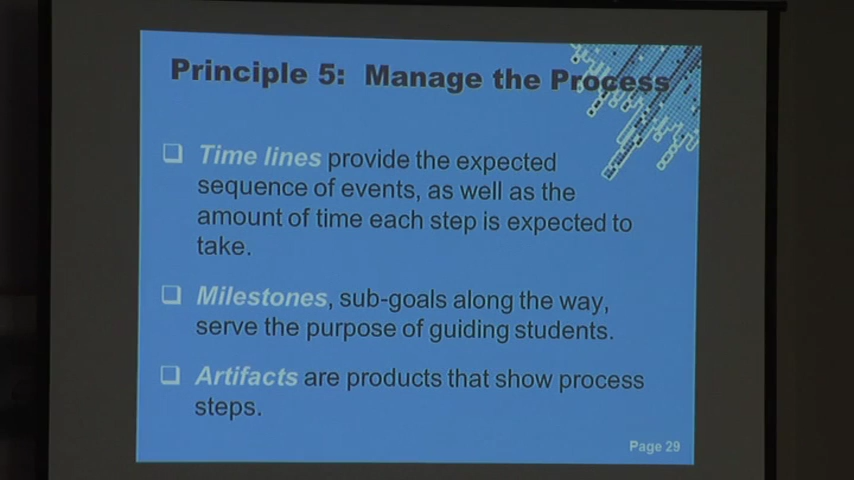 Principle 5: Manage the Process
❑ Time lines provide the expected
sequence of events, as well as the
amount of time each step is expected to
take.
❑ Milestones, sub-goals along the way,
serve the purpose of guiding students.
❑ Artifacts are products that show process
steps.
Page 29